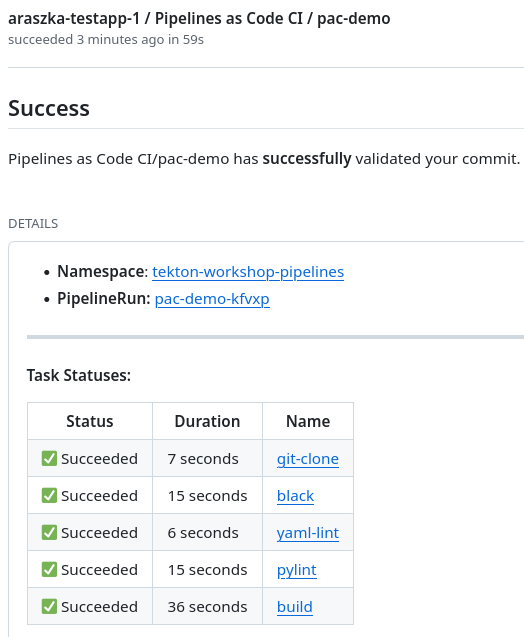 araszka-testapp-1 / Pipelines as Code CI / pac-demo
succeeded 3 minutes ago in 59s
Success
Pipelines as Code CI/pac-demo has successfully validated your commit.
DETAILS
• Namespace: tekton-workshop-pipelines
• PipelineRun: pac-demo-kfvxp
Task Statuses:
Status Duration Name
✅ Succeeded 7 seconds git-clone
✅ Succeeded 15 seconds black
✅ Succeeded 6 seconds yaml-lint
✅ Succeeded 15 seconds pylint
✅ Succeeded 36 seconds build